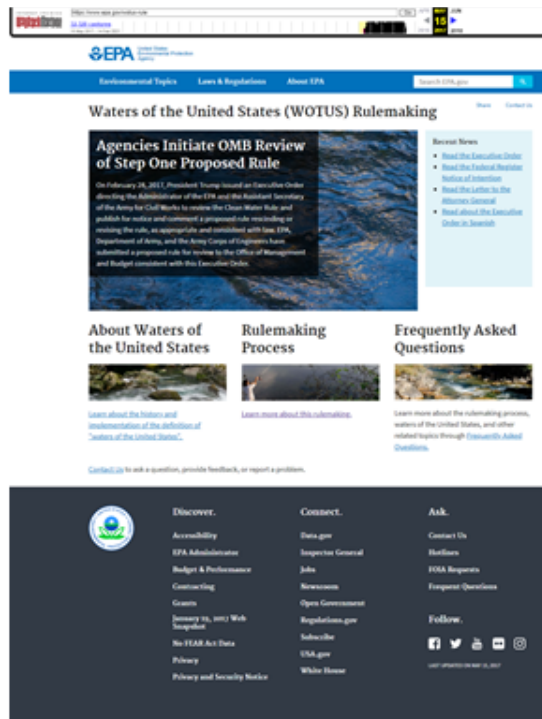 https://www.epa.gov/wotus-rule
Go
MAY
JUN
15
2017
EPA United States
Environmental Protection
Agency
Environmental Topics
Laws & Regulations
About EPA
Search EPA.gov
Share
Contact Us
Waters of the United States (WOTUS) Rulemaking
Agencies Initiate OMB Review
of Step One Proposed Rule
On February 28, 2017, President Trump issued an Executive Order
directing the Administrator of the EPA and the Assistant Secretary
of the Army for Civil Works to review the Clean Water Rule and
publish for notice and comment a proposed rule rescinding or
revising the rule, as appropriate and consistent with law. EPA,
Department of Army, and the Army Corps of Engineers have
submitted a proposed rule for review to the Office of Management
and Budget consistent with this Executive Order.
Recent News
Read the Executive Order
Read the Federal Register
Notice of Intention
Read the Letter to the
Attorney General
Read about the Executive
Order in Spanish
About Waters of
the United States
Learn about the history and
implementation of the definition of
"waters of the United States".
Rulemaking
Process
Learn more about this rulemaking.
Frequently Asked
Questions
Learn more about the rulemaking process,
waters of the United States, and other
related topics through Frequently Asked
Questions.
Contact Us to ask a question, provide feedback, or report a problem.
Discover.
Accessibility
EPA Administrator
Budget & Performance
Contracting
Grants
January 19, 2017 Web
Snapshot
No FEAR Act Data
Privacy
Privacy and Security Notice
Connect.
Data.gov
Inspector General
Jobs
Newsroom
Open Government
Regulations.gov
Subscribe
USA.gov
White House
Ask.
Contact Us
Hotlines
FOIA Requests
Frequent Questions
Follow.